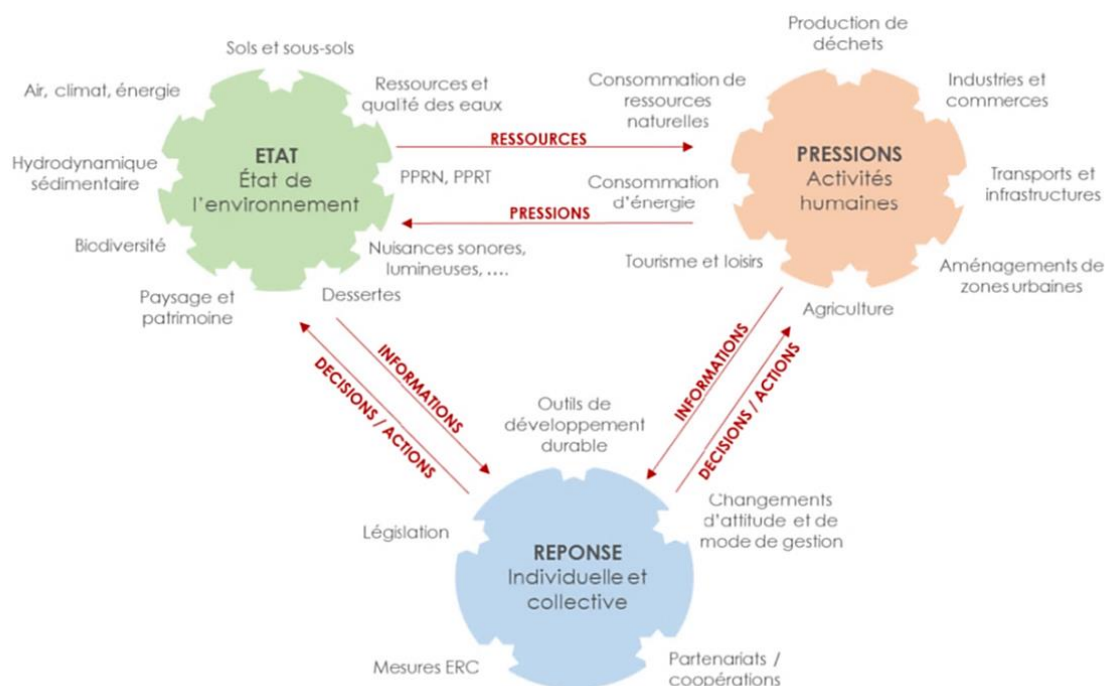 Sols et sous-sols
Air, climat, énergie
Ressources et
qualité des eaux
Hydrodynamique
sédimentaire
ETAT
État de
l'environnement
PPRN, PPRT
Biodiversité
Nuisances sonores,
lumineuses, ....
Paysage et
patrimoine
Dessertes
RESSOURCES
PRESSIONS
Production de
déchets
Consommation de
ressources
naturelles
Industries et
commerces
PRESSIONS
Activités
humaines
Consommation
d'énergie
Transports et
infrastructures
Tourisme et loisirs
Aménagements de
zones urbaines
Agriculture
INFORMATIONS
DECISIONS / ACTIONS
INFORMATIONS
DECISIONS / ACTIONS
Outils de
développement
durable
Législation
Changements
d'attitude et de
mode de gestion
REPONSE
Individuelle et
collective
Mesures ERC
Partenariats /
coopérations